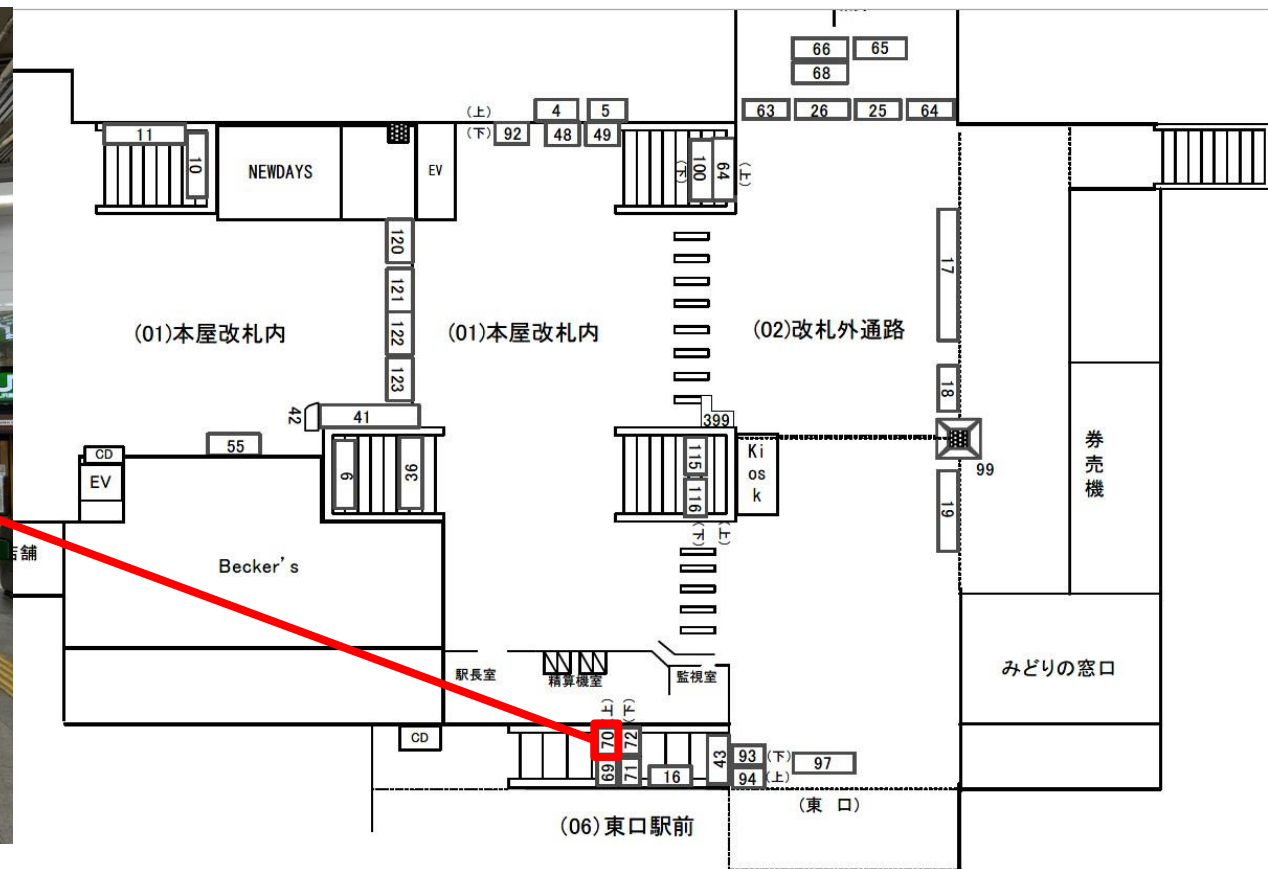 66 65
68
(上) 4 5
63 26 25 64
11
10
(下) 92 48 49
NEWDAYS
EV
(下) 100 64 (上)
120
121
122
123
17
(01)本屋改札内
(01)本屋改札内
(02)改札外通路
18
42 41
399
55
CD
EV
9
36
115
116
(下) (上)
Ki
os
k
99
19
券売機
店舗
Becker's
駅長室
精算機室
監視室
みどりの窓口
(上) (下)
CD
70 72
69 71
16
43
93 (下)
94 (上)
97
(東 口)
(06)東口駅前